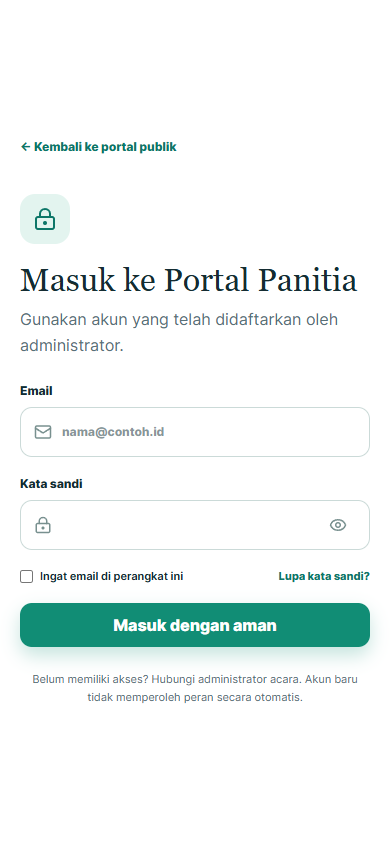 ← Kembali ke portal publik
Masuk ke Portal Panitia
Gunakan akun yang telah didaftarkan oleh
administrator.
Email
nama@contoh.id
Kata sandi
Ingat email di perangkat ini Lupa kata sandi?
Masuk dengan aman
Belum memiliki akses? Hubungi administrator acara. Akun baru
tidak memperoleh peran secara otomatis.